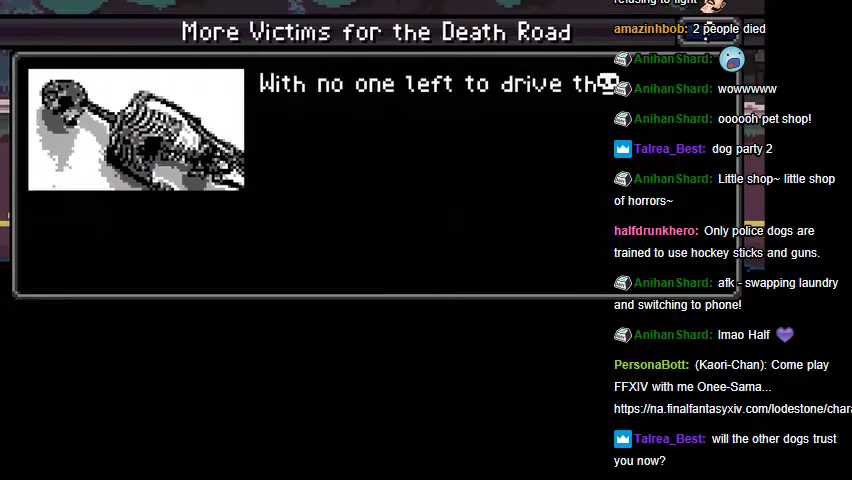 refusing to light
More Victims for the Death Road
amazinhbob: 2 people died
AnihanShard:
With no one left to drive th
AnihanShard: wowwwww
AnihanShard: oooooh pet shop!
Talrea_Best: dog party 2
AnihanShard: Little shop~ little shop
of horrors~
halfdrunkhero: Only police dogs are
trained to use hockey sticks and guns.
AnihanShard: afk - swapping laundry
and switching to phone!
AnihanShard: lmao Half
PersonaBott: (Kaori-Chan): Come play
FFXIV with me Onee-Sama...
https://na.finalfantasyxiv.com/lodestone/chara
Talrea_Best: will the other dogs trust
you now?